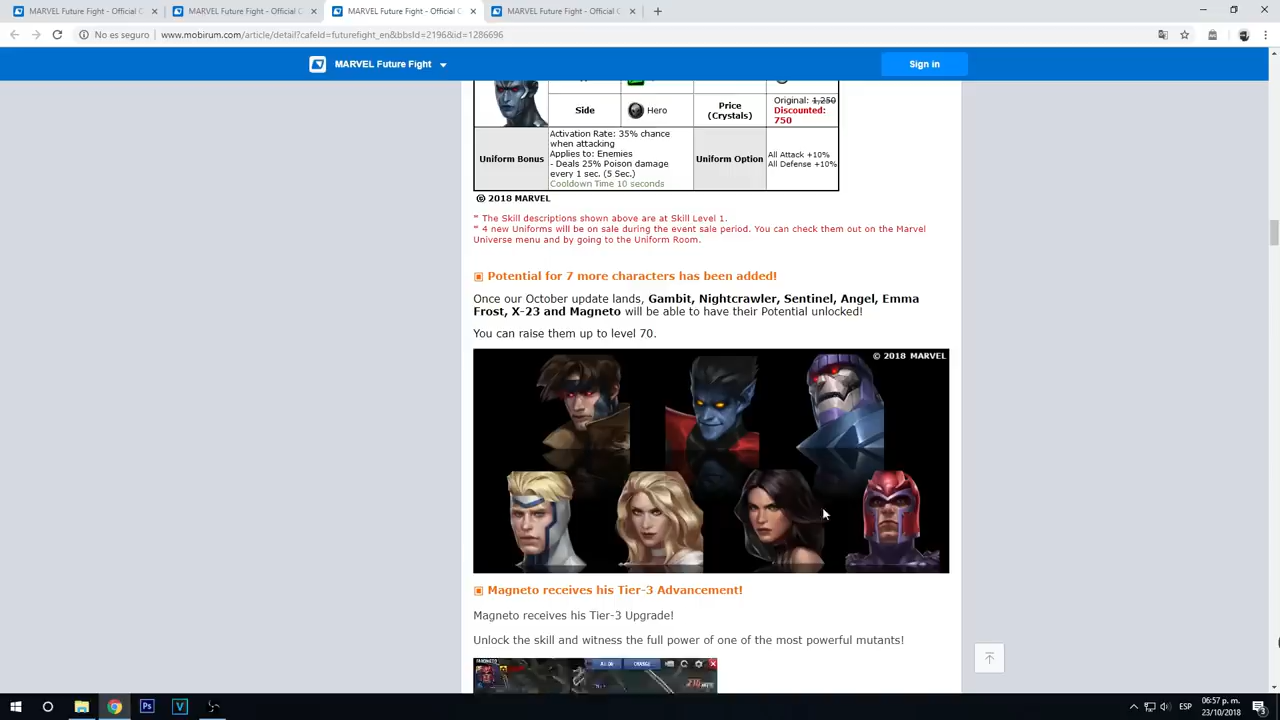 MARVEL Future Fight - Official C
MARVEL Future Fight - Official C
MARVEL Future Fight - Official C
MARVEL Future Fight - Official C
No es seguro | www.mobirum.com/article/detail?cafeId=futurefight_en&bbsId=2196&id=1286696
MARVEL Future Fight
Sign in
Side
Hero
Price
(Crystals)
Original: 1,250
Discounted:
750
Uniform Bonus
Activation Rate: 35% chance
when attacking
Applies to: Enemies
- Deals 25% Poison damage
every 1 sec. (5 Sec.)
Cooldown Time 10 seconds
Uniform Option
All Attack +10%
All Defense +10%
© 2018 MARVEL
* The Skill descriptions shown above are at Skill Level 1.
* 4 new Uniforms will be on sale during the event sale period. You can check them out on the Marvel
Universe menu and by going to the Uniform Room.
▣ Potential for 7 more characters has been added!
Once our October update lands, Gambit, Nightcrawler, Sentinel, Angel, Emma
Frost, X-23 and Magneto will be able to have their Potential unlocked!
You can raise them up to level 70.
© 2018 MARVEL
▣ Magneto receives his Tier-3 Advancement!
Magneto receives his Tier-3 Upgrade!
Unlock the skill and witness the full power of one of the most powerful mutants!
CHANGE
ESP
06:57 p. m.
23/10/2018
3